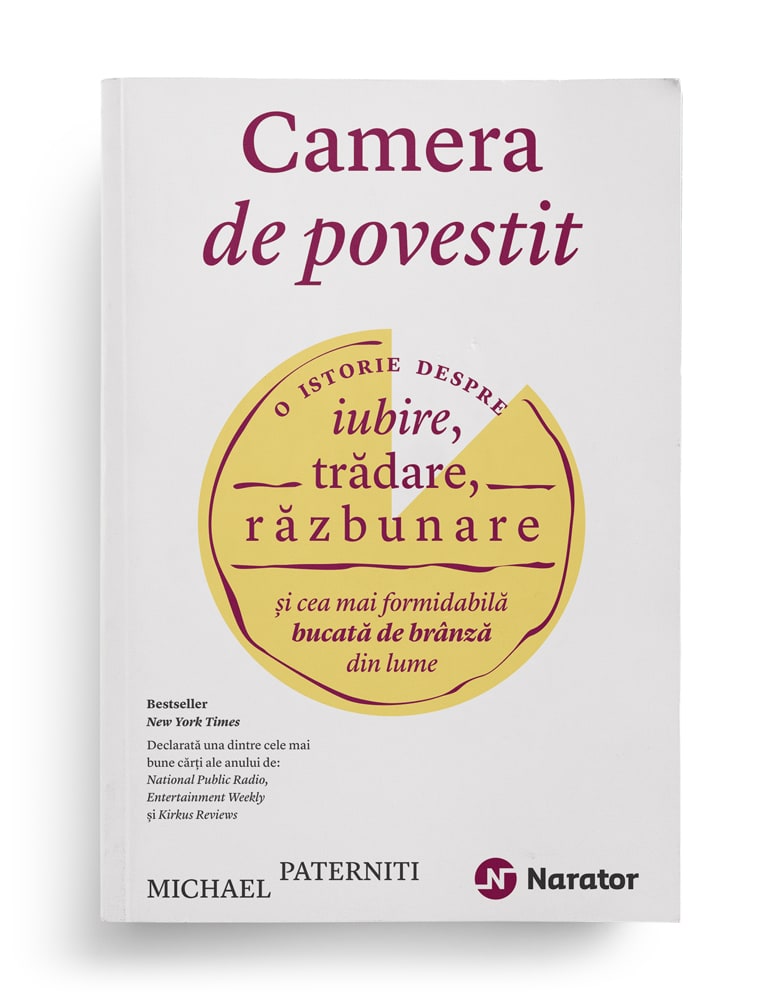 Camera
de povestit
O ISTORIE DESPRE
iubire,
trădare,
răzbunare
și cea mai formidabilă
bucată de brânză
din lume
Bestseller
New York Times
Declarată una dintre cele mai
bune cărți ale anului de:
National Public Radio,
Entertainment Weekly
și Kirkus Reviews
MICHAEL PATERNITI
N Narator